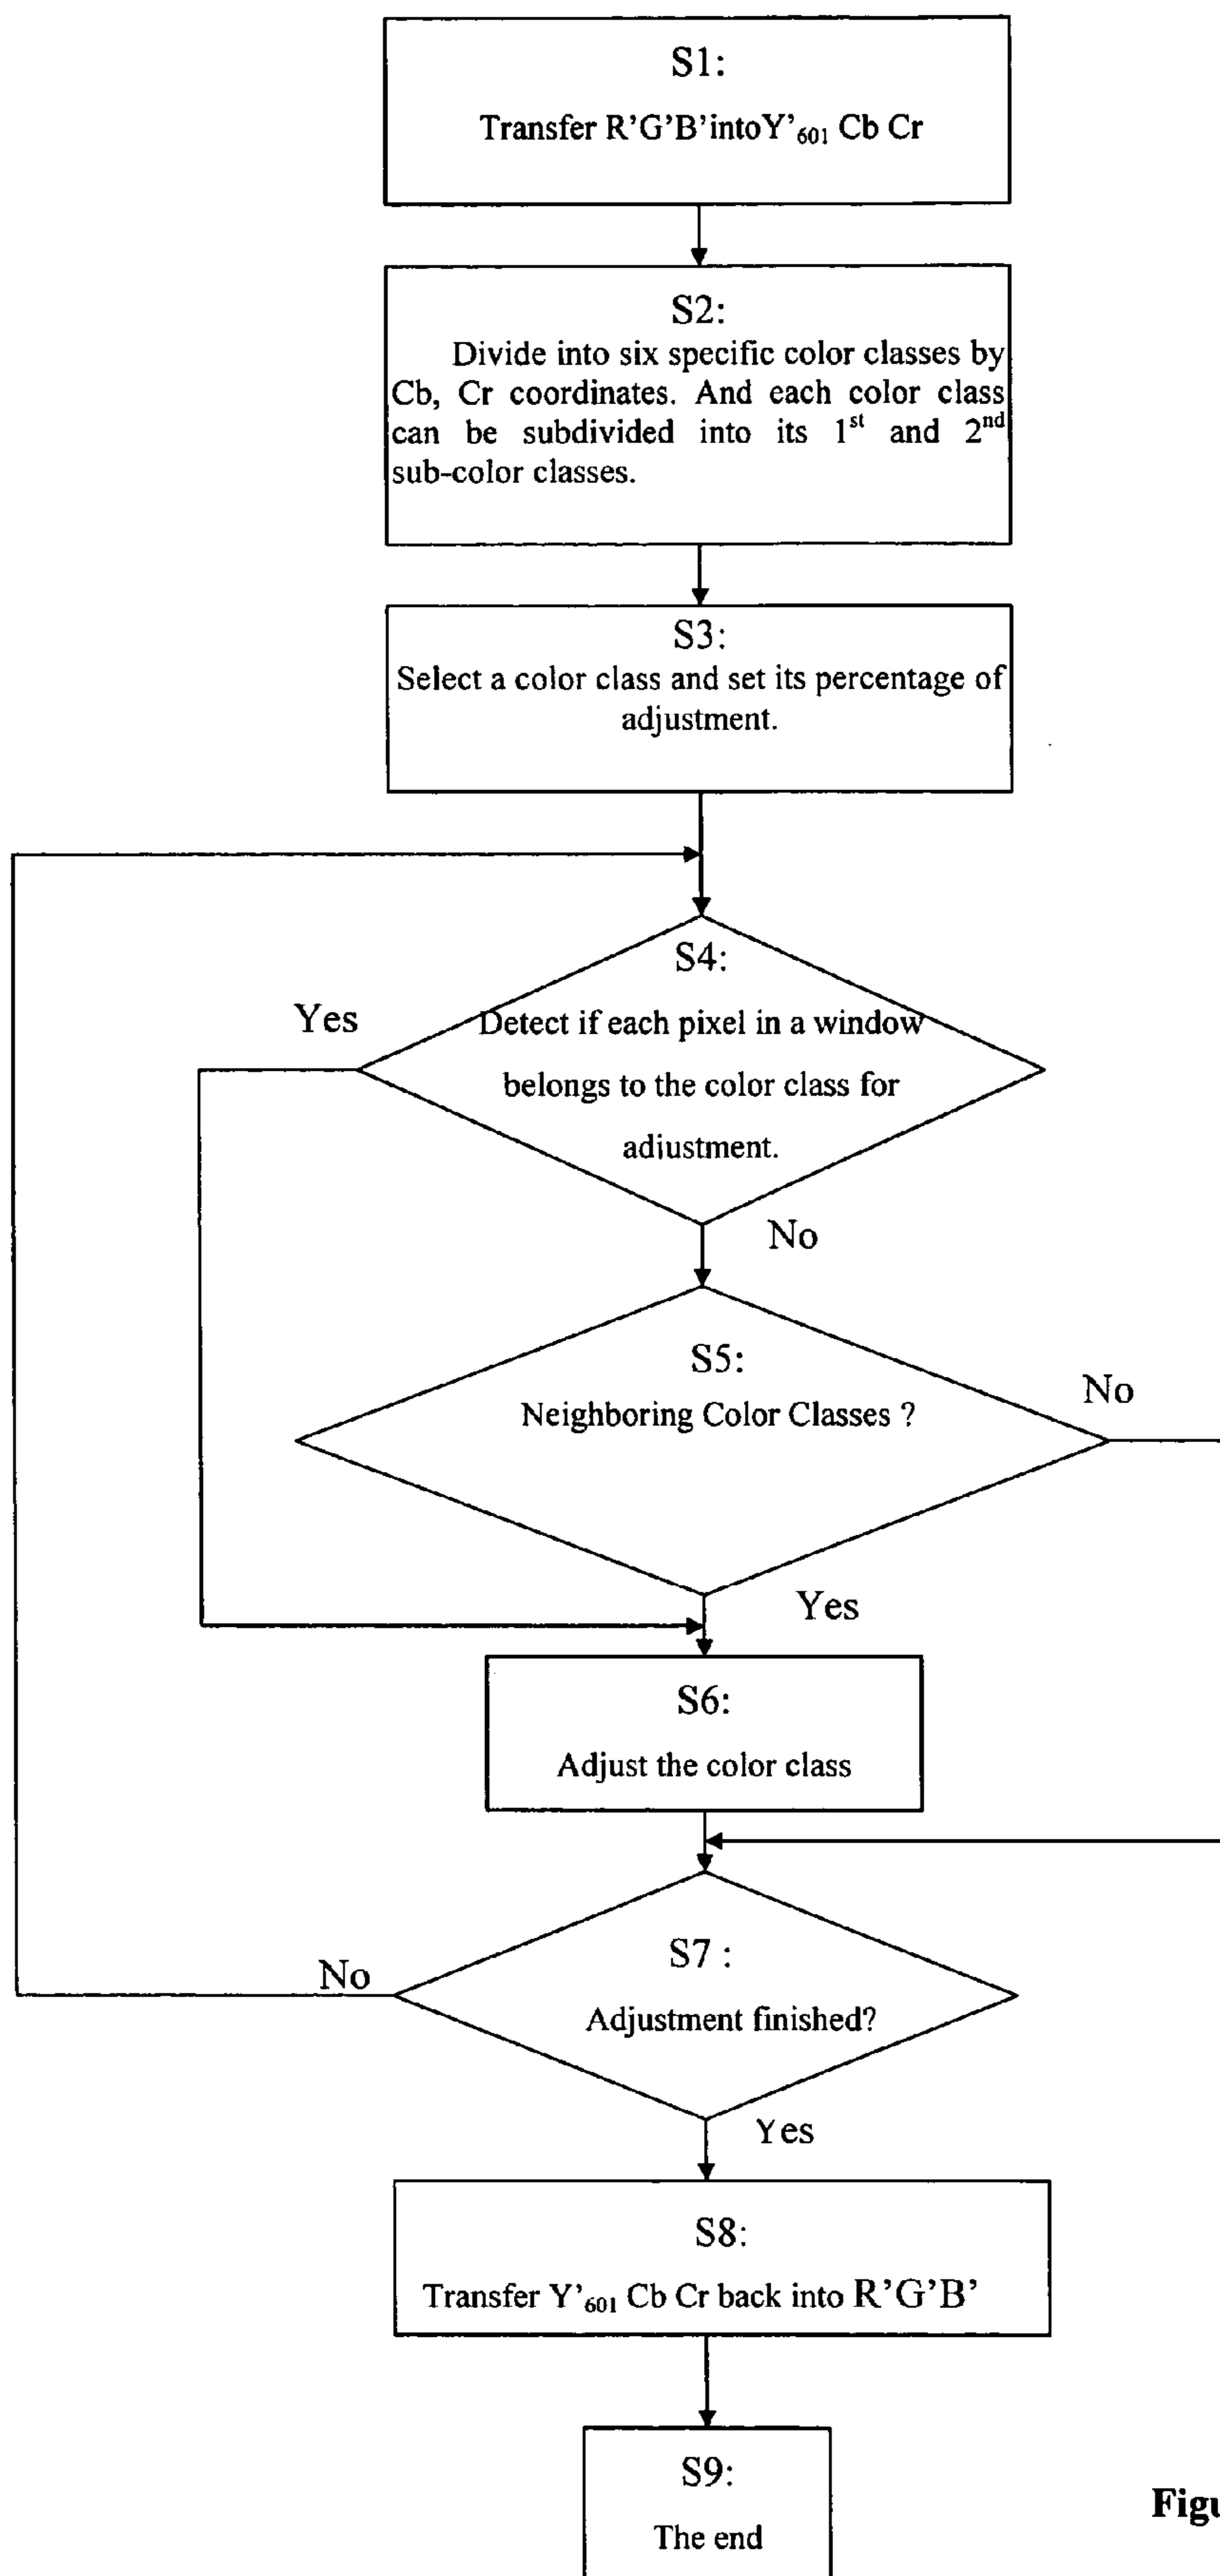 S1:
Transfer R’G’B’intoY’601 Cb Cr
S2:
Divide into six specific color classes by
Cb, Cr coordinates. And each color class
can be subdivided into its 1st and 2nd
sub-color classes.
S3:
Select a color class and set its percentage of
adjustment.
S4:
Yes
Detect if each pixel in a window
belongs to the color class for
adjustment.
No
S5:
No
Neighboring Color Classes ?
Yes
S6:
Adjust the color class
S7 :
No
Adjustment finished?
Yes
S8:
Transfer Y’601 Cb Cr back into R’G’B’
S9:
The end